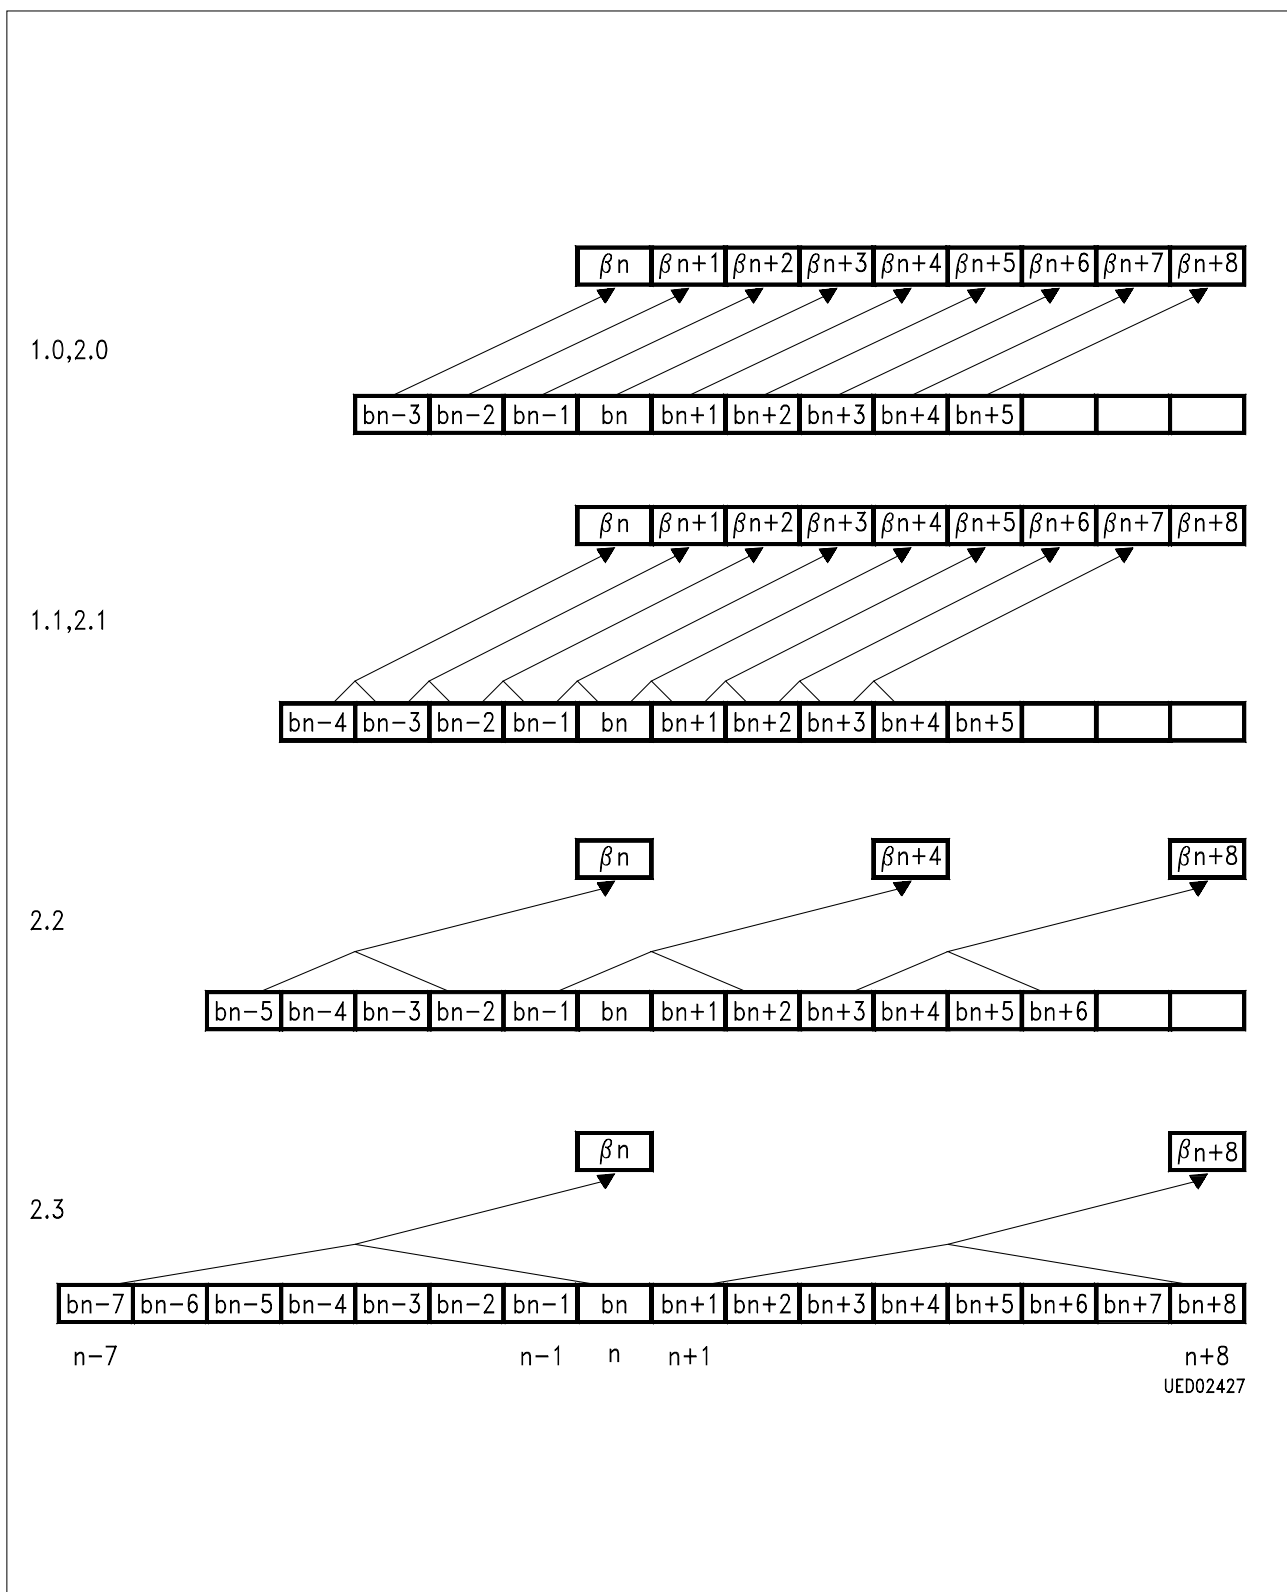 βn βn+1 βn+2 βn+3 βn+4 βn+5 βn+6 βn+7 βn+8
1.0,2.0
bn−3 bn−2 bn−1 bn bn+1 bn+2 bn+3 bn+4 bn+5
βn βn+1 βn+2 βn+3 βn+4 βn+5 βn+6 βn+7 βn+8
1.1,2.1
bn−4 bn−3 bn−2 bn−1 bn bn+1 bn+2 bn+3 bn+4 bn+5
βn βn+4 βn+8
2.2
bn−5 bn−4 bn−3 bn−2 bn−1 bn bn+1 bn+2 bn+3 bn+4 bn+5 bn+6
βn βn+8
2.3
bn−7 bn−6 bn−5 bn−4 bn−3 bn−2 bn−1 bn bn+1 bn+2 bn+3 bn+4 bn+5 bn+6 bn+7 bn+8
n−7 n−1 n n+1 n+8
UED02427